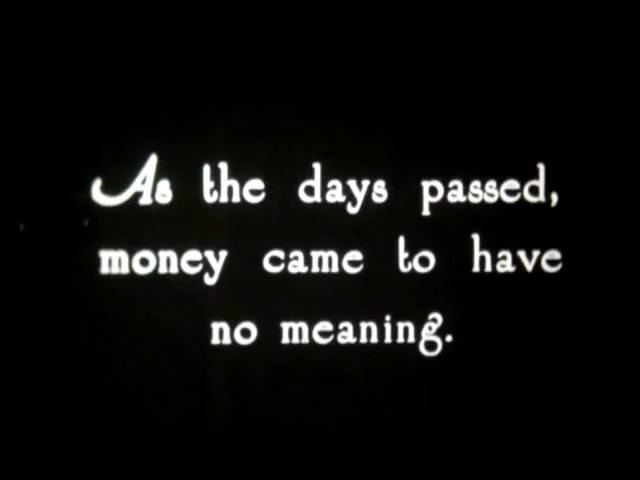 As the days passed,
money came to have
no meaning.